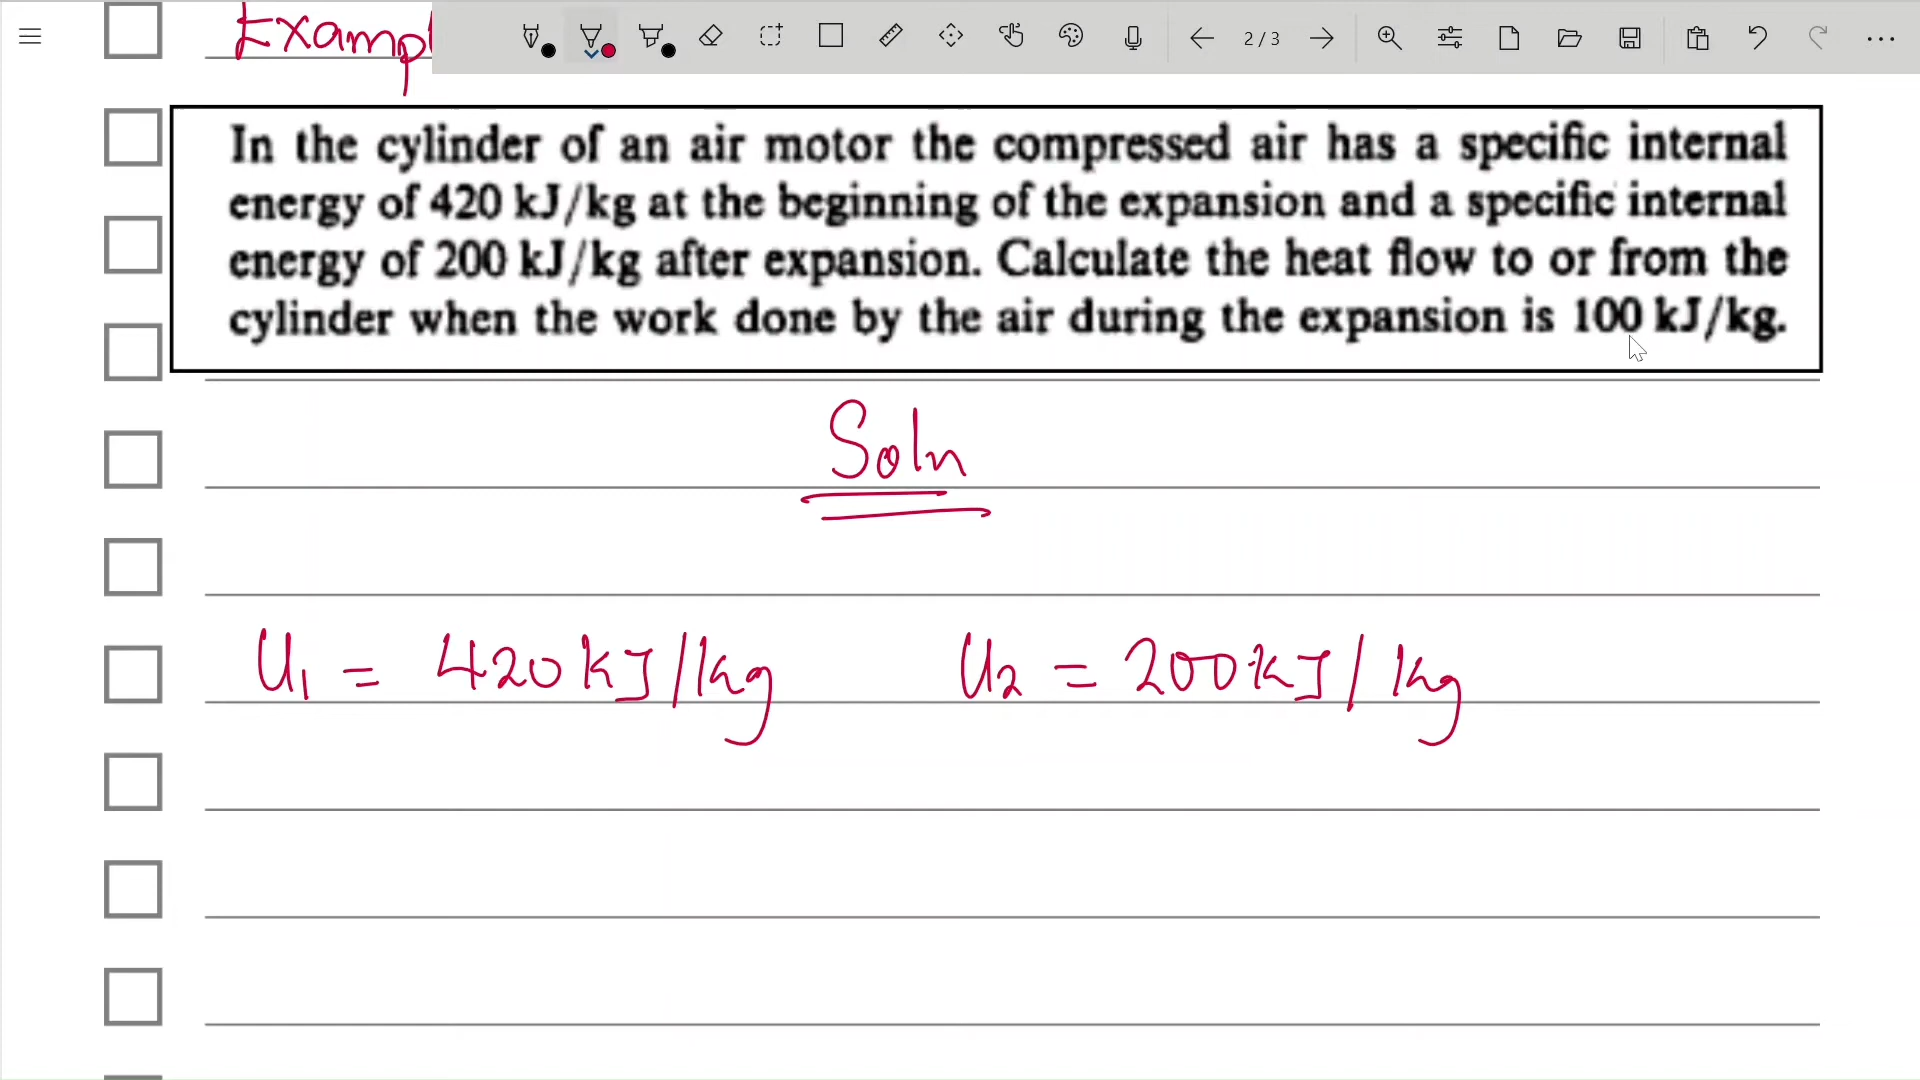 Exampl
2 / 3
In the cylinder of an air motor the compressed air has a specific internal
energy of 420 kJ/kg at the beginning of the expansion and a specific internal
energy of 200 kJ/kg after expansion. Calculate the heat flow to or from the
cylinder when the work done by the air during the expansion is 100 kJ/kg.
Soln
U1 = 420 kJ/kg U2 = 200 kJ/kg